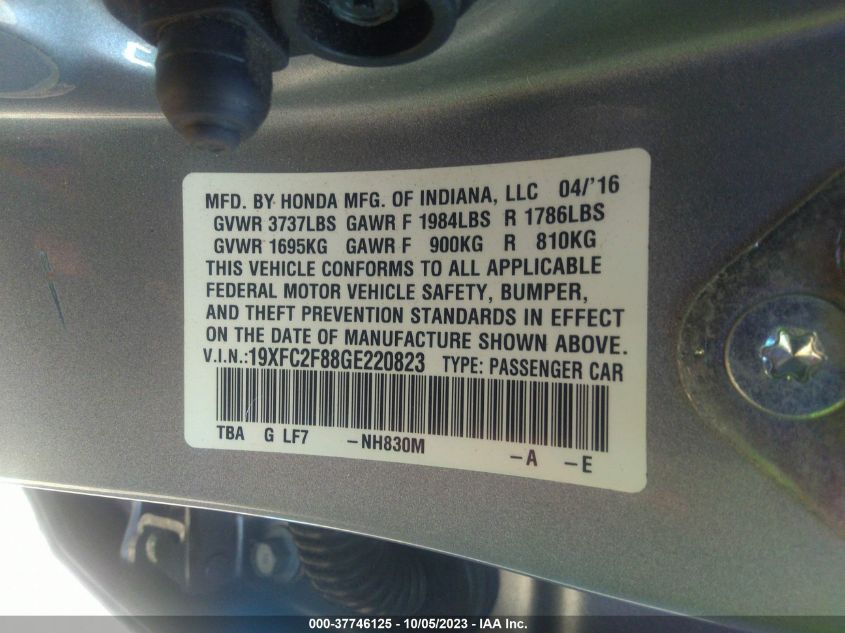 MFD. BY HONDA MFG. OF INDIANA, LLC 04/'16
GVWR 3737LBS GAWR F 1984LBS R 1786LBS
GVWR 1695KG GAWR F 900KG R 810KG
THIS VEHICLE CONFORMS TO ALL APPLICABLE
FEDERAL MOTOR VEHICLE SAFETY, BUMPER,
AND THEFT PREVENTION STANDARDS IN EFFECT
ON THE DATE OF MANUFACTURE SHOWN ABOVE.
V.I.N.:19XFC2F88GE220823 TYPE: PASSENGER CAR
TBA G LF7 -NH830M -A -E
000-37746125 - 10/05/2023 - IAA Inc.